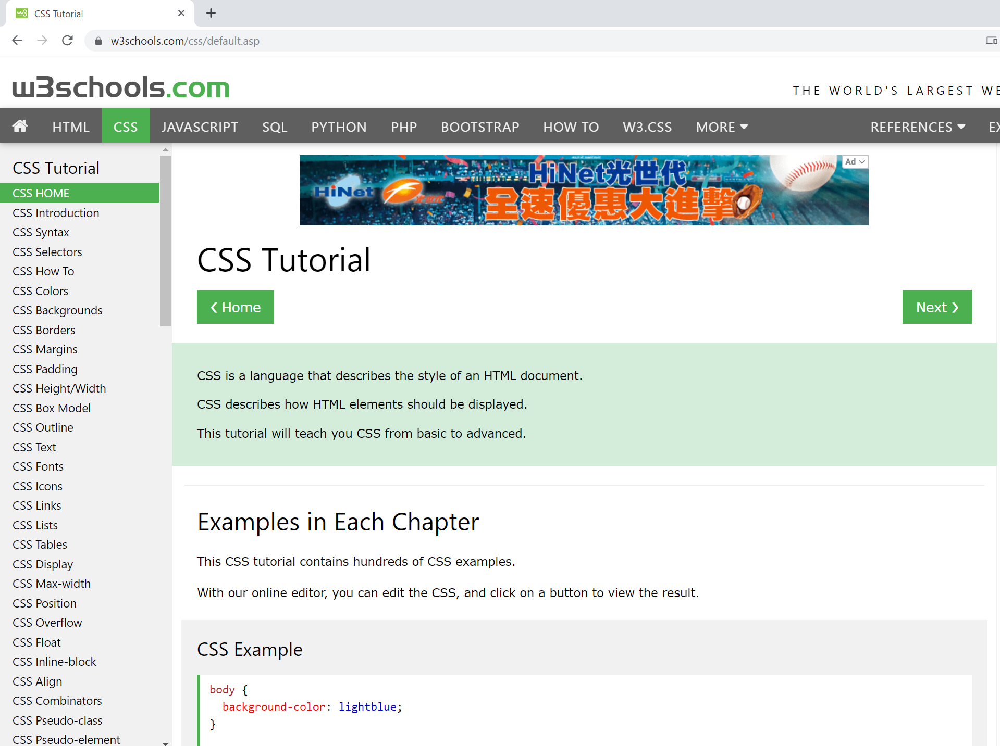 CSS Tutorial
w3schools.com/css/default.asp
w3schools.com
THE WORLD'S LARGEST WE
HTML CSS JAVASCRIPT SQL PYTHON PHP BOOTSTRAP HOW TO W3.CSS MORE REFERENCES EX
CSS Tutorial
CSS HOME
CSS Introduction
CSS Syntax
CSS Selectors
CSS How To
CSS Colors
CSS Backgrounds
CSS Borders
CSS Margins
CSS Padding
CSS Height/Width
CSS Box Model
CSS Outline
CSS Text
CSS Fonts
CSS Icons
CSS Links
CSS Lists
CSS Tables
CSS Display
CSS Max-width
CSS Position
CSS Overflow
CSS Float
CSS Inline-block
CSS Align
CSS Combinators
CSS Pseudo-class
CSS Pseudo-element
HiNet
HiNet光世代
全速優惠大進擊
Ad
CSS Tutorial
❮ Home
Next ❯
CSS is a language that describes the style of an HTML document.
CSS describes how HTML elements should be displayed.
This tutorial will teach you CSS from basic to advanced.
Examples in Each Chapter
This CSS tutorial contains hundreds of CSS examples.
With our online editor, you can edit the CSS, and click on a button to view the result.
CSS Example
body {
  background-color: lightblue;
}